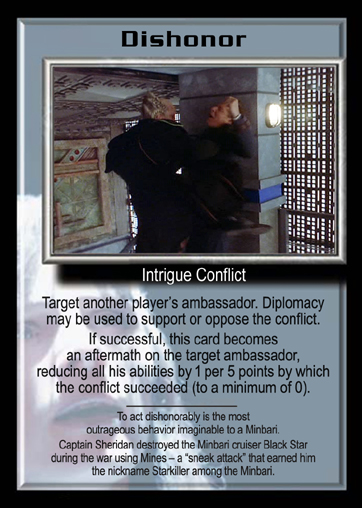 Dishonor
Intrigue Conflict
Target another player's ambassador. Diplomacy
may be used to support or oppose the conflict.
If successful, this card becomes
an aftermath on the target ambassador,
reducing all his abilities by 1 per 5 points by which
the conflict succeeded (to a minimum of 0).
To act dishonorably is the most
outrageous behavior imaginable to a Minbari.
Captain Sheridan destroyed the Minbari cruiser Black Star
during the war using Mines – a “sneak attack” that earned him
the nickname Starkiller among the Minbari.